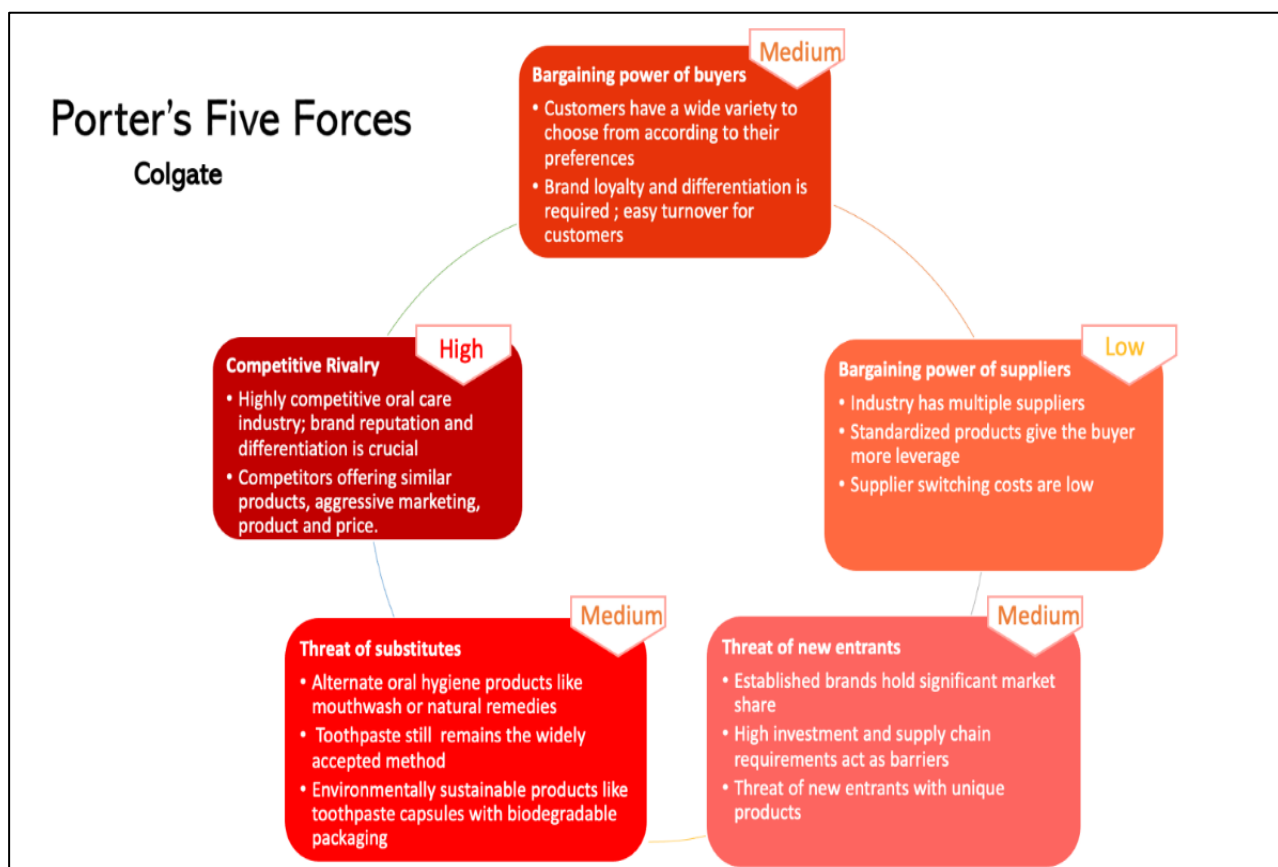 Porter's Five Forces
Colgate
Medium
Bargaining power of buyers
• Customers have a wide variety to
choose from according to their
preferences
• Brand loyalty and differentiation is
required ; easy turnover for
customers
High
Competitive Rivalry
• Highly competitive oral care
industry; brand reputation and
differentiation is crucial
• Competitors offering similar
products, aggressive marketing,
product and price.
Low
Bargaining power of suppliers
• Industry has multiple suppliers
• Standardized products give the buyer
more leverage
• Supplier switching costs are low
Medium
Threat of substitutes
• Alternate oral hygiene products like
mouthwash or natural remedies
• Toothpaste still remains the widely
accepted method
• Environmentally sustainable products like
toothpaste capsules with biodegradable
packaging
Medium
Threat of new entrants
• Established brands hold significant market
share
• High investment and supply chain
requirements act as barriers
• Threat of new entrants with unique
products